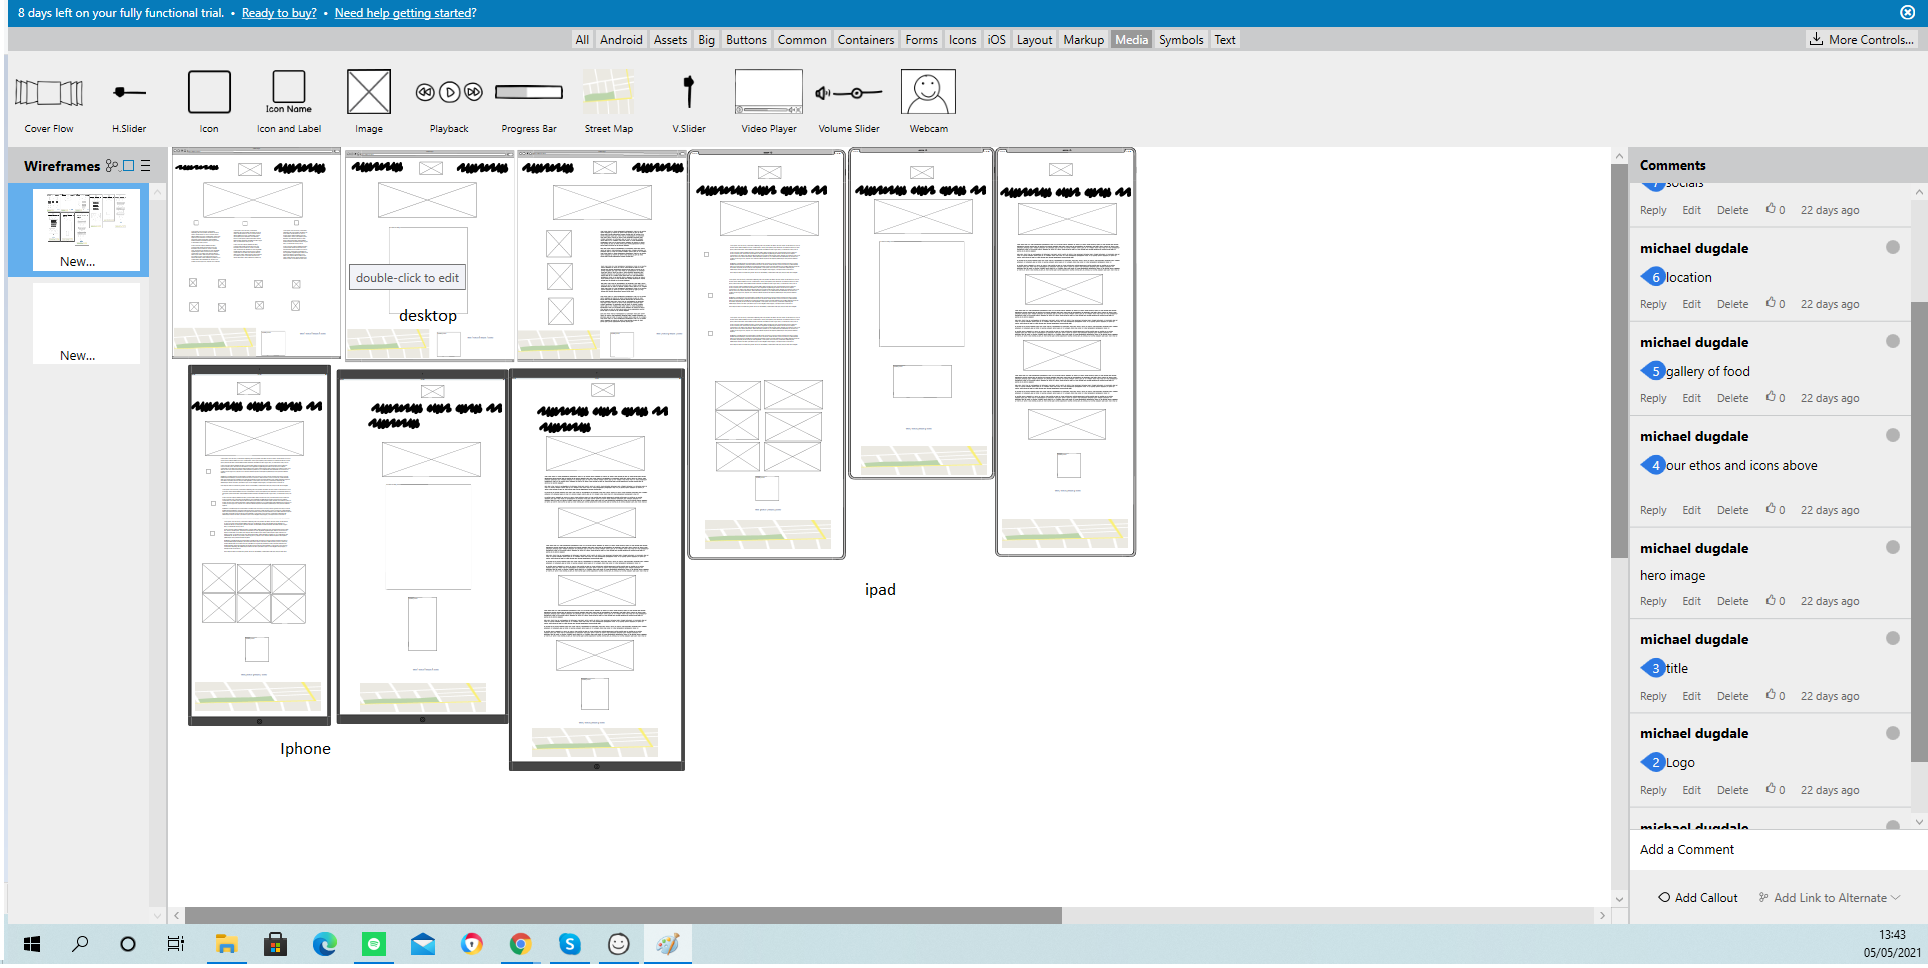 8 days left on your fully functional trial. • Ready to buy? • Need help getting started?
All Android Assets Big Buttons Common Containers Forms Icons iOS Layout Markup Media Symbols Text
More Controls...
Icon Name
Cover Flow H.Slider Icon Icon and Label Image Playback Progress Bar Street Map V.Slider Video Player Volume Slider Webcam
Wireframes
New...
New...
double-click to edit
desktop
Iphone
ipad
Comments
7 socials
Reply Edit Delete 0 22 days ago
michael dugdale
6 location
Reply Edit Delete 0 22 days ago
michael dugdale
5 gallery of food
Reply Edit Delete 0 22 days ago
michael dugdale
4 our ethos and icons above
Reply Edit Delete 0 22 days ago
michael dugdale
hero image
Reply Edit Delete 0 22 days ago
michael dugdale
3 title
Reply Edit Delete 0 22 days ago
michael dugdale
2 Logo
Reply Edit Delete 0 22 days ago
michael dugdale
Add a Comment
Add Callout Add Link to Alternate
13:43
05/05/2021